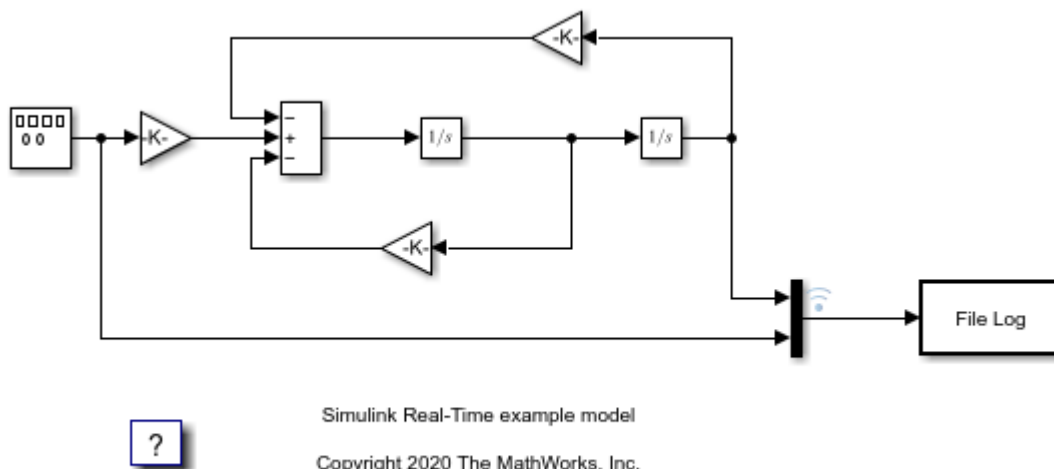 -K-
-K-
−
+
−
1/s
1/s
-K-
File Log
?
Simulink Real-Time example model
Copyright 2020 The MathWorks, Inc.